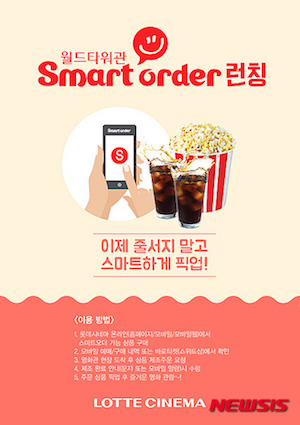 월드타워관
Smart order 런칭
Smart order
S
이제 줄서지 말고
스마트하게 픽업!
<이용 방법>
1. 롯데시네마 온라인(홈페이지/모바일/모바일웹)에서
스마트오더 가능 상품 구매
2. 모바일 예매/구매 내역 또는 바로티켓(스위트샵)에서 확인
3. 영화관 현장 도착 후 상품 제조주문 요청
4. 제조 완료 안내(문자 또는 모바일 알람)시 수령
5. 주문 상품 픽업 후 즐거운 영화 관람~!
LOTTE CINEMA
NEWSIS